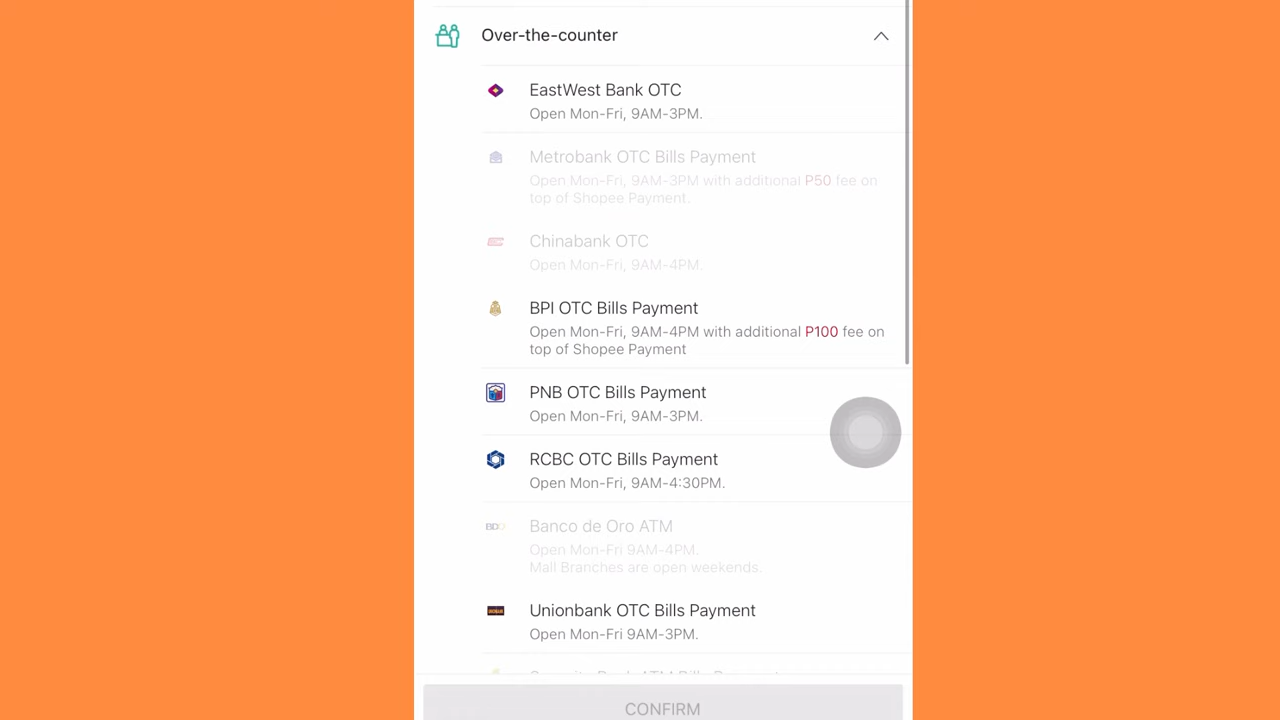 Over-the-counter
EastWest Bank OTC
Open Mon-Fri, 9AM-3PM.
Metrobank OTC Bills Payment
Open Mon-Fri, 9AM-3PM with additional P50 fee on
top of Shopee Payment.
Chinabank OTC
Open Mon-Fri, 9AM-4PM.
BPI OTC Bills Payment
Open Mon-Fri, 9AM-4PM with additional P100 fee on
top of Shopee Payment
PNB OTC Bills Payment
Open Mon-Fri, 9AM-3PM.
RCBC OTC Bills Payment
Open Mon-Fri, 9AM-4:30PM.
BDO
Banco de Oro ATM
Open Mon-Fri 9AM-4PM.
Mall Branches are open weekends.
Unionbank OTC Bills Payment
Open Mon-Fri 9AM-3PM.
CONFIRM